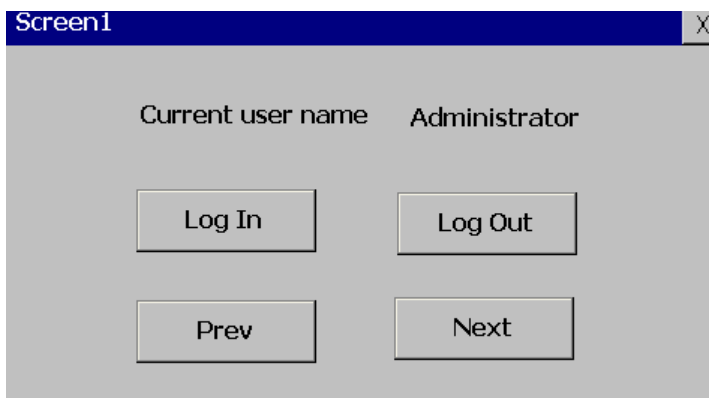 Screen1 X
Current user name Administrator
Log In Log Out
Prev Next